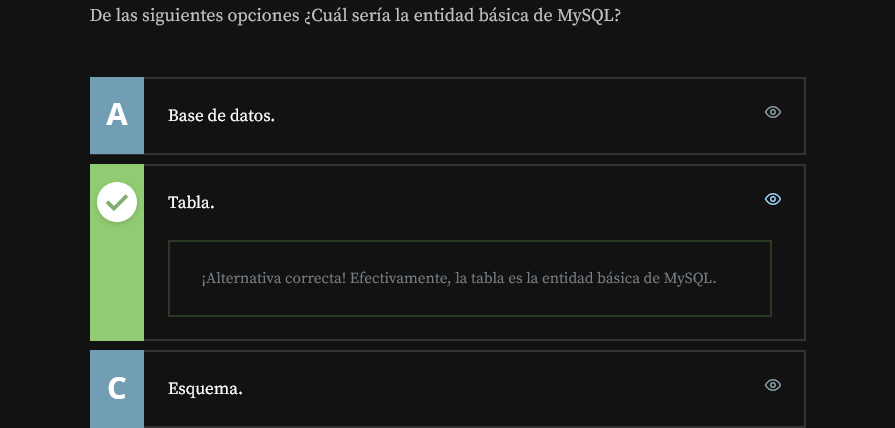 De las siguientes opciones ¿Cuál sería la entidad básica de MySQL?
A
Base de datos.
Tabla.
¡Alternativa correcta! Efectivamente, la tabla es la entidad básica de MySQL.
C
Esquema.